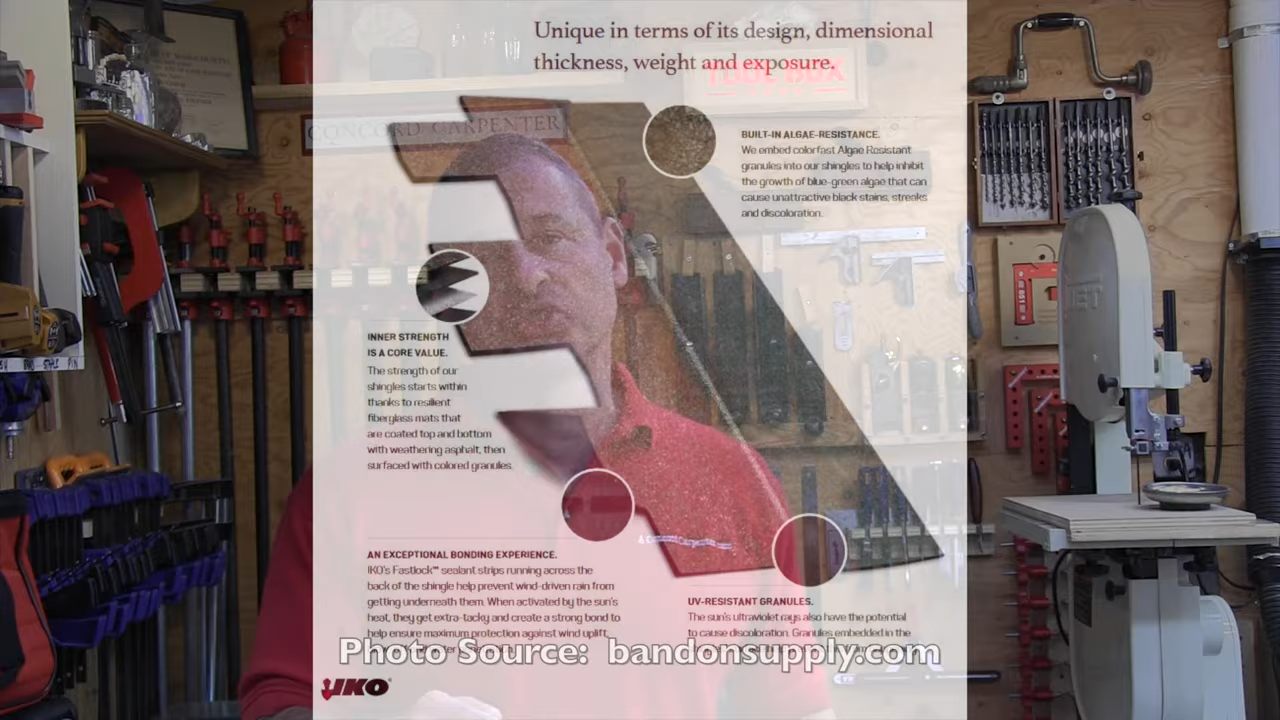 Unique in terms of its design, dimensional
thickness, weight and exposure.
TOOL BOX
CONCORD CARPENTER
BUILT-IN ALGAE-RESISTANCE.
We embed colorfast Algae Resistant
granules into our shingles to help inhibit
the growth of blue-green algae that can
cause unattractive black stains, streaks
and discoloration.
JET
INNER STRENGTH
IS A CORE VALUE.
The strength of our
shingles starts within
thanks to resilient
fiberglass mats that
are coated top and bottom
with weathering asphalt, then
surfaced with colored granules.
AN EXCEPTIONAL BONDING EXPERIENCE.
IKO's Fastlock™ sealant strips running across the
back of the shingle help prevent wind-driven rain from
getting underneath them. When activated by the sun's
heat, they get extra-tacky and create a strong bond to
help ensure maximum protection against wind uplift,
UV-RESISTANT GRANULES.
The sun's ultraviolet rays also have the potential
to cause discoloration. Granules embedded in the
Photo Source: bandonsupply.com
IKO